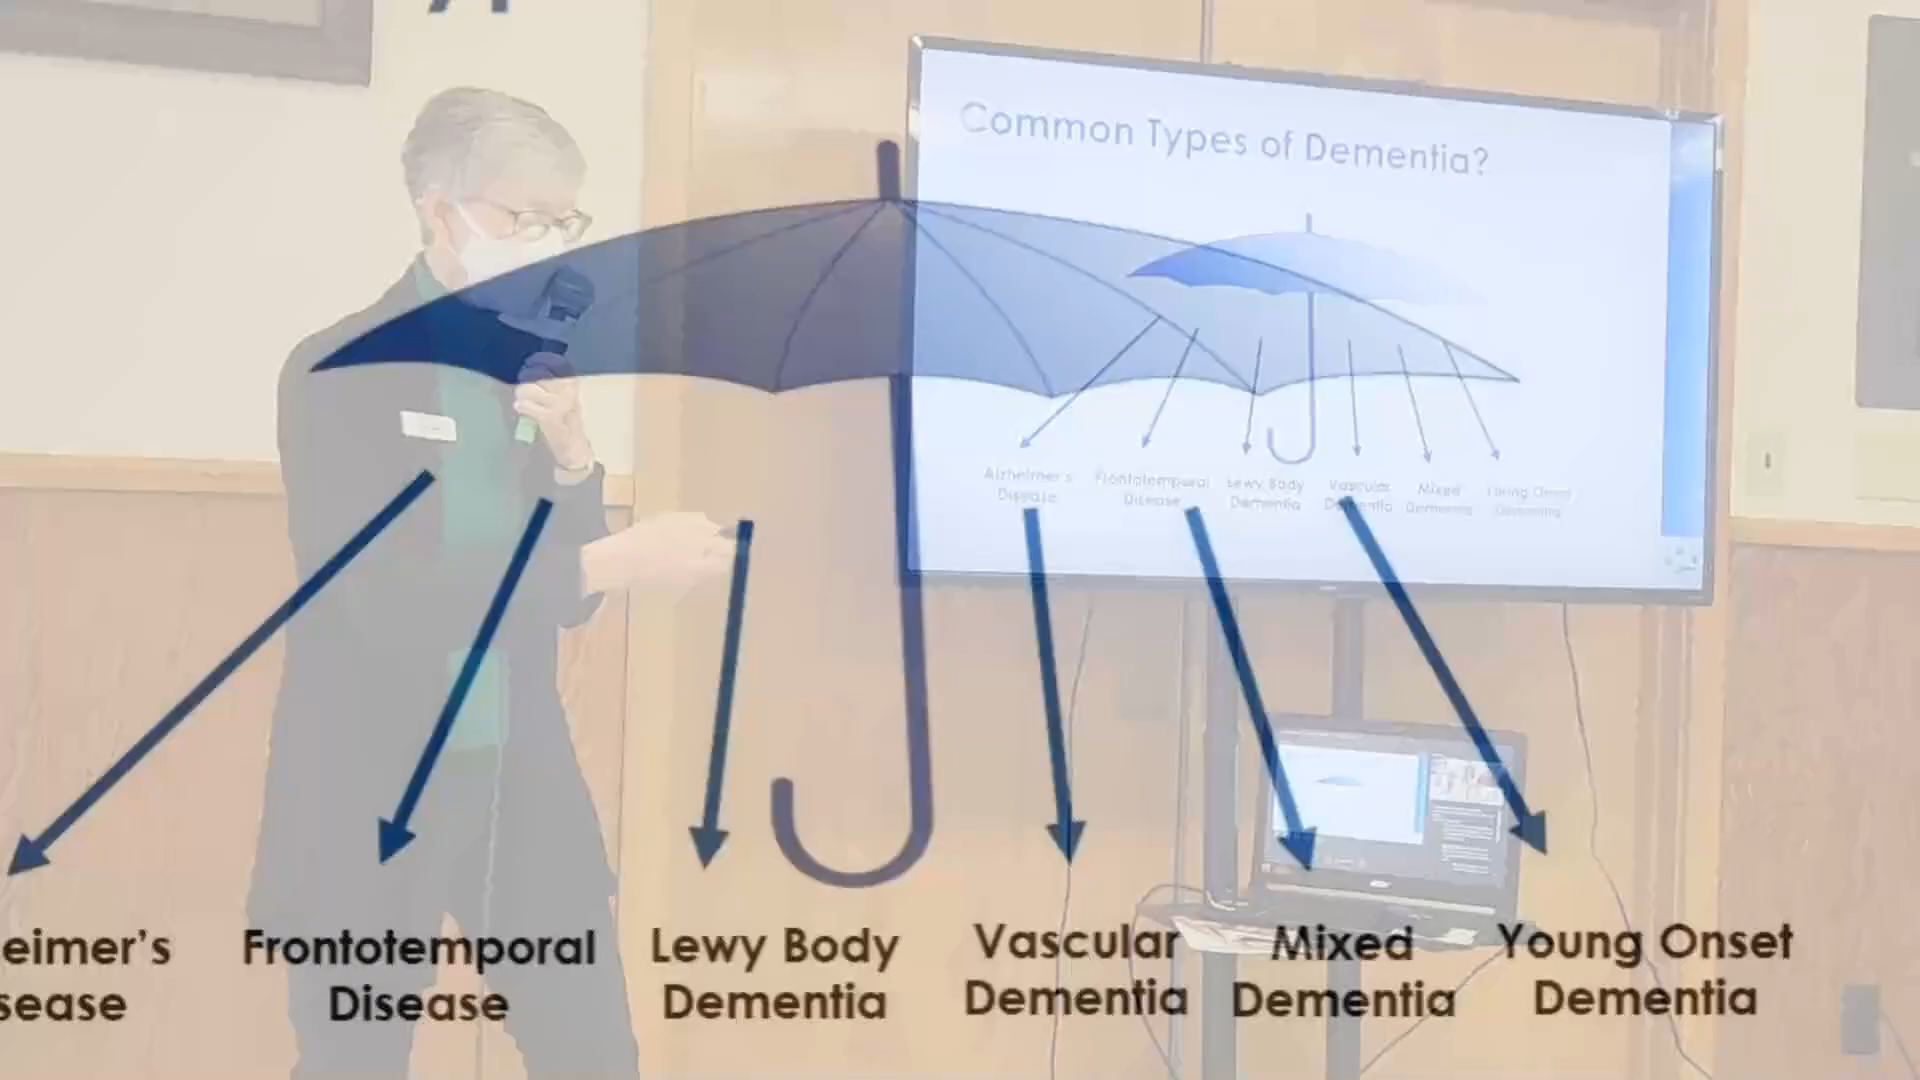 Common Types of Dementia?
Alzheimer's Frontotemporal Lewy Body Vascular Mixed Young Onset
Disease Disease Dementia Dementia Dementia Dementia
eimer's Frontotemporal Lewy Body Vascular Mixed Young Onset
sease Disease Dementia Dementia Dementia Dementia